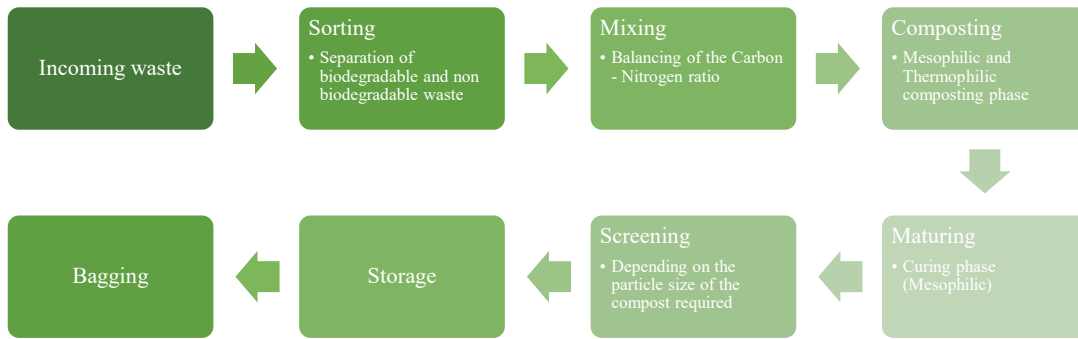 Incoming waste
Sorting
• Separation of
biodegradable and non
biodegradable waste
Mixing
• Balancing of the Carbon
- Nitrogen ratio
Composting
• Mesophilic and
Thermophilic
composting phase
Maturing
• Curing phase
(Mesophilic)
Screening
• Depending on the
particle size of the
compost required
Storage
Bagging